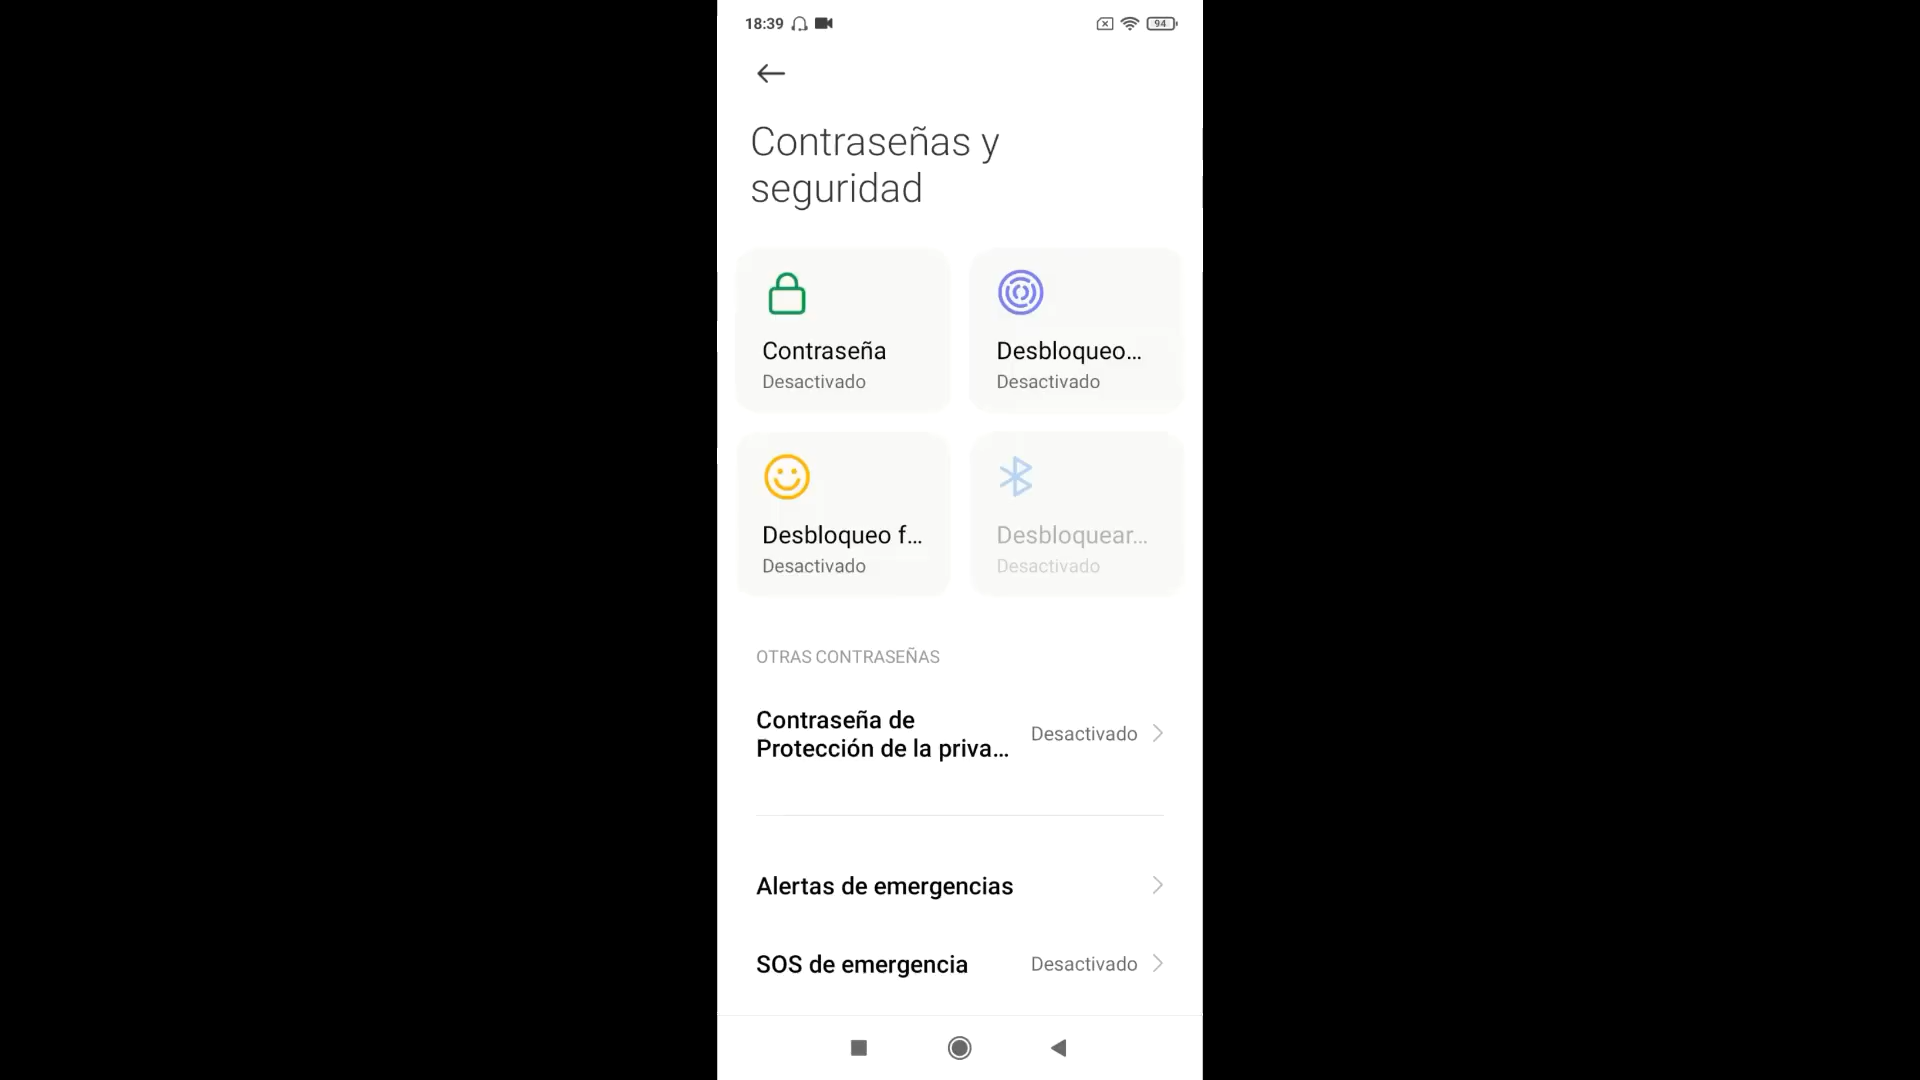 18:39
94
Contraseñas y
seguridad
Contraseña
Desactivado
Desbloqueo...
Desactivado
Desbloqueo f...
Desactivado
Desbloquear...
Desactivado
OTRAS CONTRASEÑAS
Contraseña de
Protección de la priva...
Desactivado
Alertas de emergencias
SOS de emergencia
Desactivado